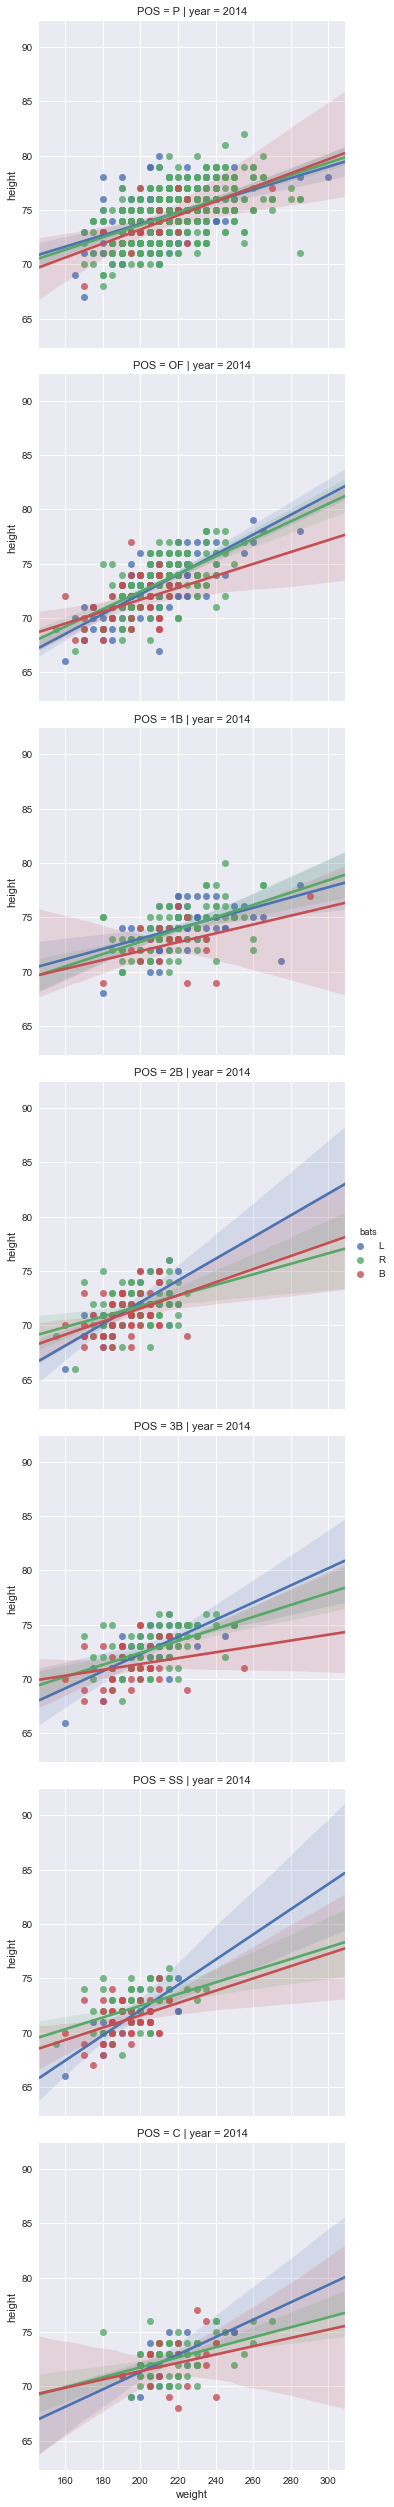 POS = P | year = 2014
90
85
80
75
70
65
height
POS = OF | year = 2014
90
85
80
75
70
65
height
POS = 1B | year = 2014
90
85
80
75
70
65
height
POS = 2B | year = 2014
90
85
80
75
70
65
height
bats
L
R
B
POS = 3B | year = 2014
90
85
80
75
70
65
height
POS = SS | year = 2014
90
85
80
75
70
65
height
POS = C | year = 2014
90
85
80
75
70
65
height
160 180 200 220 240 260 280 300
weight